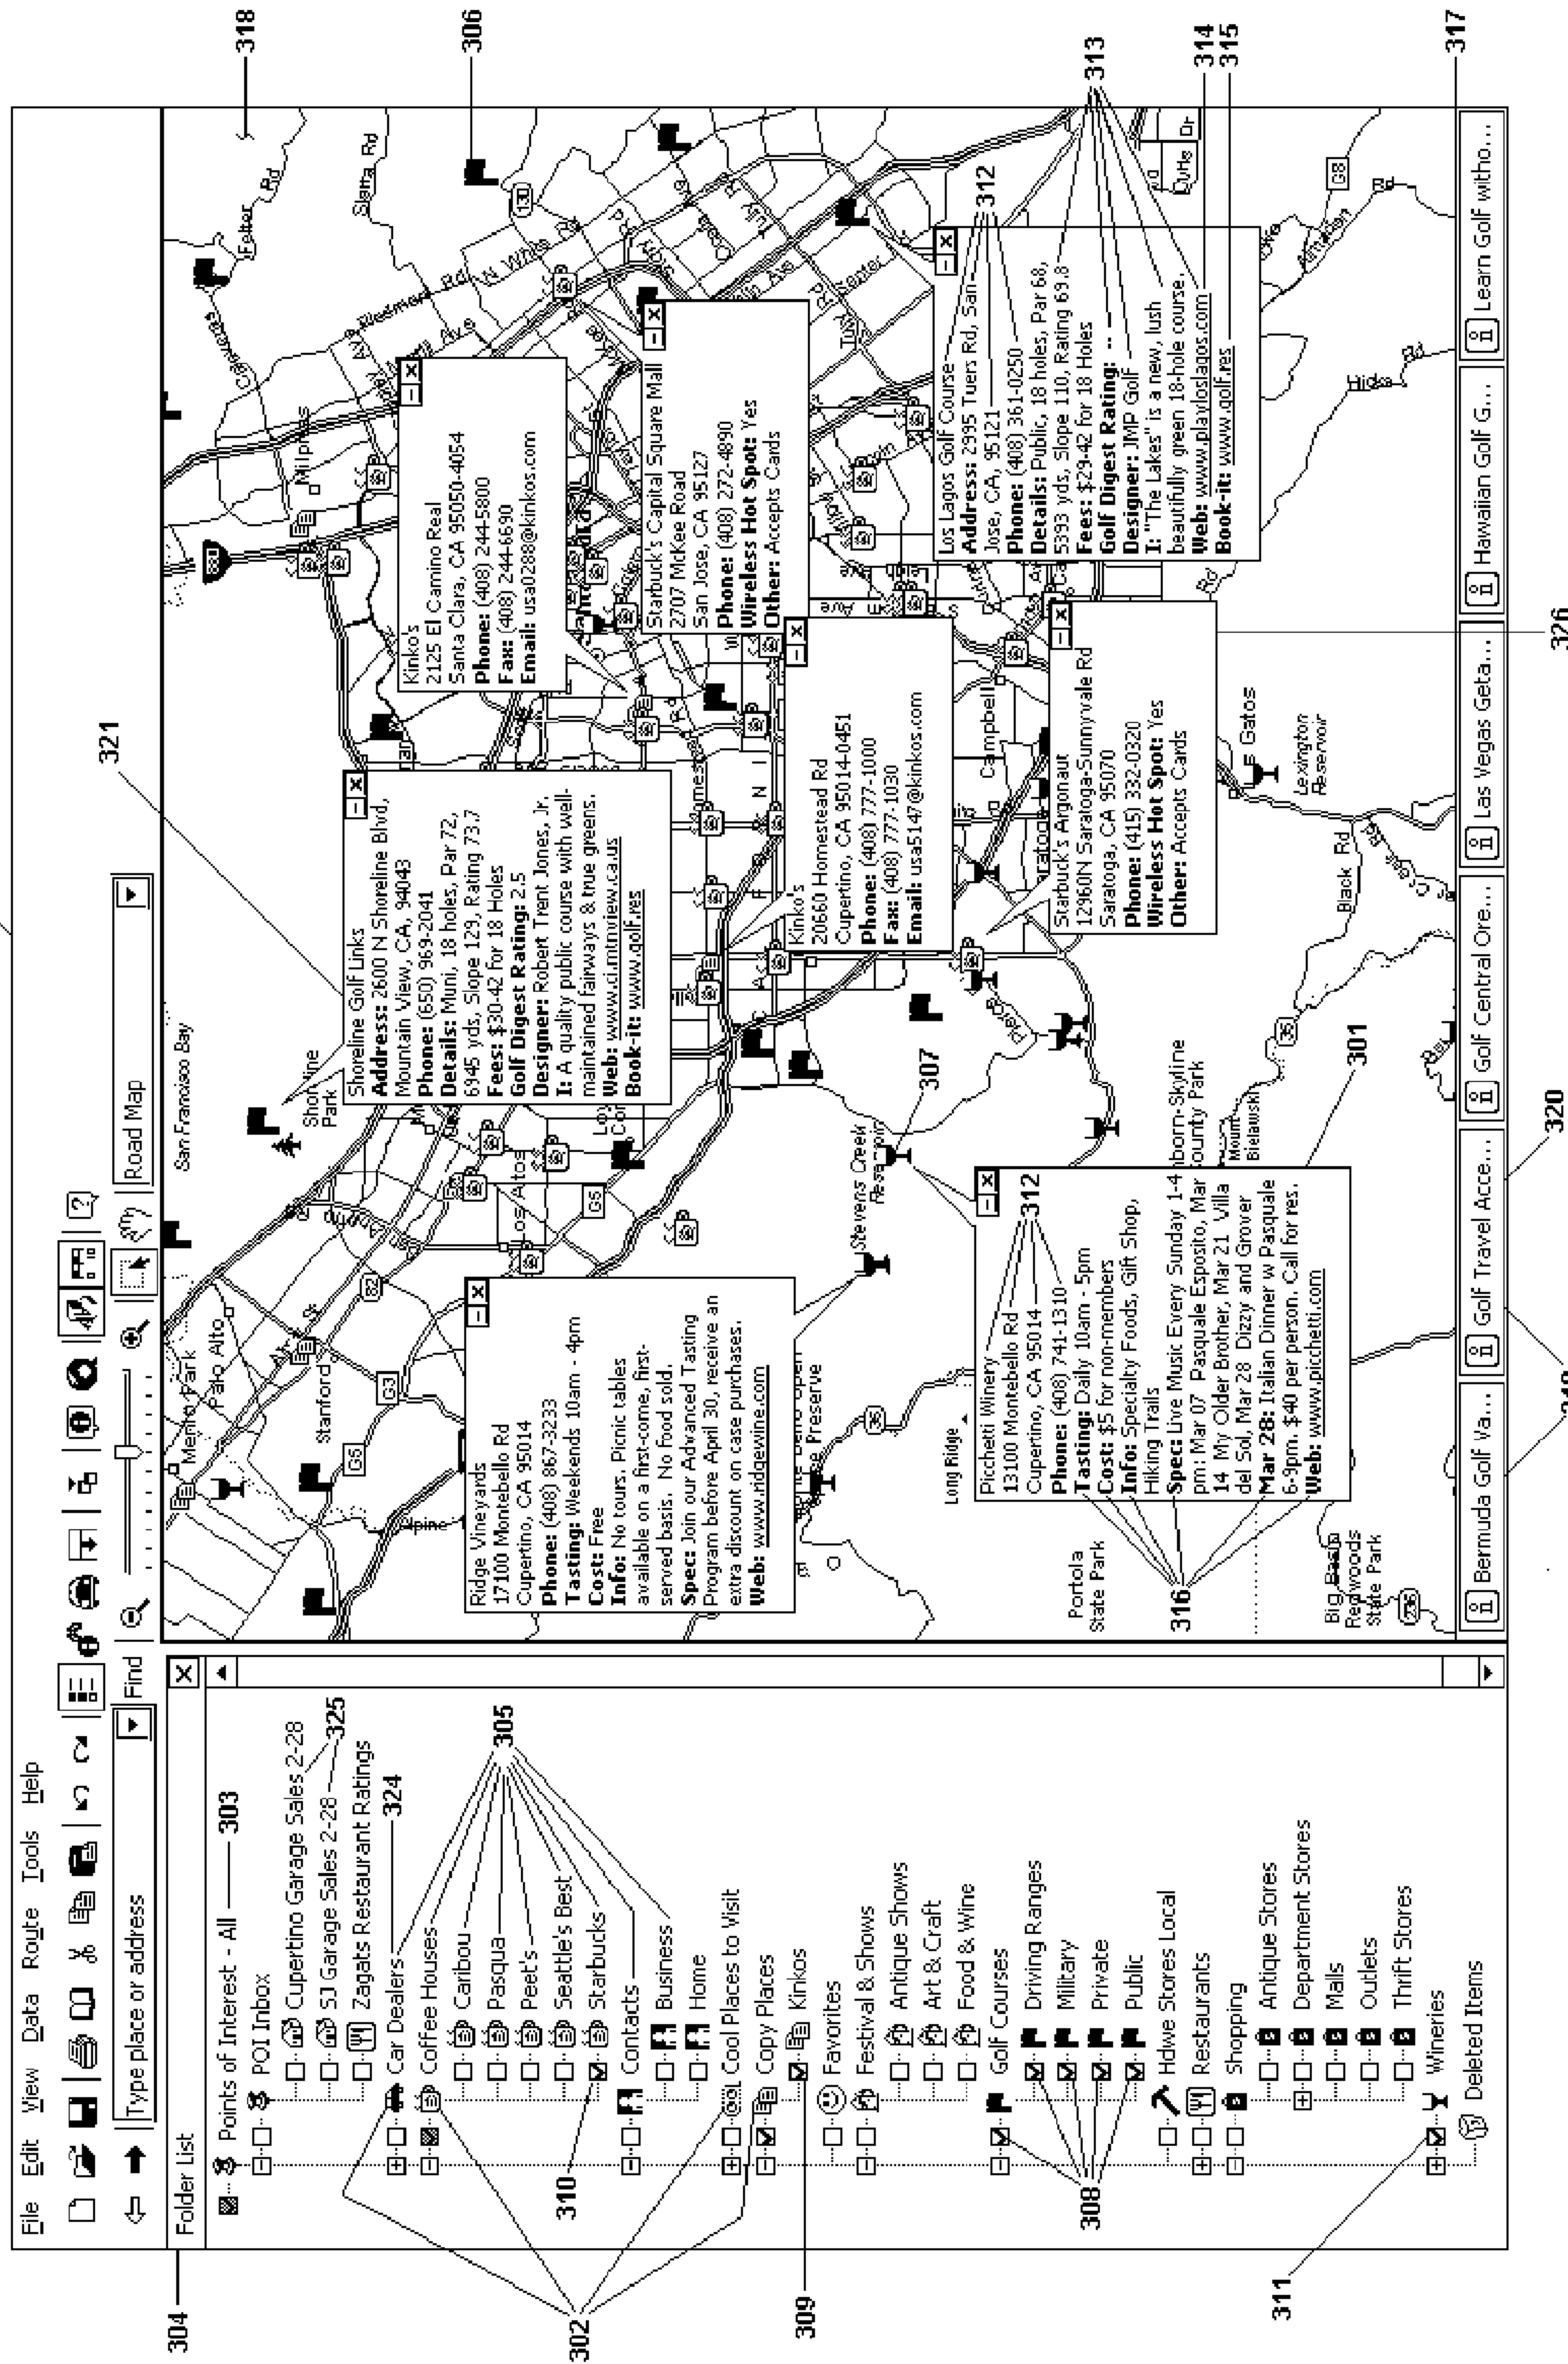 File Edit View Data Route Tools Help
Type place or address
Find
Road Map
304
Folder List
Points of Interest - All
303
POI Inbox
Cupertino Garage Sales 2-28
SJ Garage Sales 2-28
325
Zagats Restaurant Ratings
Car Dealers
324
Coffee Houses
305
Caribou
Pasqua
Peet's
Seattle's Best
310
Starbucks
302
Contacts
Business
Home
Cool Places to Visit
Copy Places
309
Kinkos
Favorites
Festival & Shows
Antique Shows
Art & Craft
Food & Wine
Golf Courses
308
Driving Ranges
Military
Private
Public
Hdwe Stores Local
Restaurants
Shopping
Antique Stores
Department Stores
Malls
Outlets
Thrift Stores
311
Wineries
Deleted Items
321
318
306
San Francisco Bay
Menlo Park
Palo Alto
Stanford
Los Altos
Milpitas
Calaveras
Felter Rd
Sierra Rd
Piedmont Rd
N White Rd
130
G3
G5
82
G5
Shoreline Golf Links
Address: 2600 N Shoreline Blvd,
Mountain View, CA, 94043
Phone: (650) 969-2041
Details: Muni, 18 holes, Par 72,
6945 yds, Slope 129, Rating 73.7
Fees: $30-42 for 18 Holes
Golf Digest Rating: 2.5
Designer: Robert Trent Jones, Jr.
I: A quality public course with well-
maintained fairways & true greens.
Web: www.ci.mtnview.ca.us
Book-it: www.golf.res
Kinko's
2125 El Camino Real
Santa Clara, CA 95050-4054
Phone: (408) 244-5800
Fax: (408) 244-6690
Email: usa0288@kinkos.com
Ridge Vineyards
17100 Montebello Rd
Cupertino, CA 95014
Phone: (408) 867-3233
Tasting: Weekends 10am - 4pm
Cost: Free
Info: No tours. Picnic tables
available on a first-come, first-
served basis. No food sold.
Spec: Join our Advanced Tasting
Program before April 30, receive an
extra discount on case purchases.
Web: www.ridgewine.com
Starbuck's Capital Square Mall
2707 McKee Road
San Jose, CA 95127
Phone: (408) 272-4890
Wireless Hot Spot: Yes
Other: Accepts Cards
Kinko's
20660 Homestead Rd
Cupertino, CA 95014-0451
Phone: (408) 777-1000
Fax: (408) 777-1030
Email: usa5147@kinkos.com
Stevens Creek
Reservoir
307
Preserve
Long Ridge
35
Los Lagos Golf Course
312
Address: 2995 Tuers Rd, San
Jose, CA, 95121
Phone: (408) 361-0250
Details: Public, 18 holes, Par 68,
5393 yds, Slope 110, Rating 69.8
Fees: $29-42 for 18 Holes
Golf Digest Rating: --
Designer: JMP Golf
I: "The Lakes" is a new, lush
beautifully green 18-hole course.
Web: www.playloslagos.com
Book-it: www.golf.res
313
314
315
Picchetti Winery
312
13100 Montebello Rd
Cupertino, CA 95014
Phone: (408) 741-1310
Tasting: Daily 10am - 5pm
Cost: $5 for non-members
Info: Specialty Foods, Gift Shop,
Hiking Trails
Spec: Live Music Every Sunday 1-4
pm: Mar 07 Pasquale Esposito, Mar
14 My Older Brother, Mar 21 Villa
del Sol, Mar 28 Dizzy and Grover
Mar 28: Italian Dinner w Pasquale
6-9pm. $40 per person. Call for res.
Web: www.picchetti.com
316
Campbell
Starbuck's Argonaut
12960N Saratoga-Sunnyvale Rd
Saratoga, CA 95070
Phone: (415) 332-0320
Wireless Hot Spot: Yes
Other: Accepts Cards
Portola
State Park
Big Basin
Redwoods
State Park
236
County Park
Mount
Bielawski
35
Black Rd
Gatos
Lexington
Reservoir
Hicks Rd
G8
301
317
Bermuda Golf Va...
Golf Travel Acce...
Golf Central Ore...
Las Vegas Geta...
Hawaiian Golf G...
Learn Golf witho...
320
326